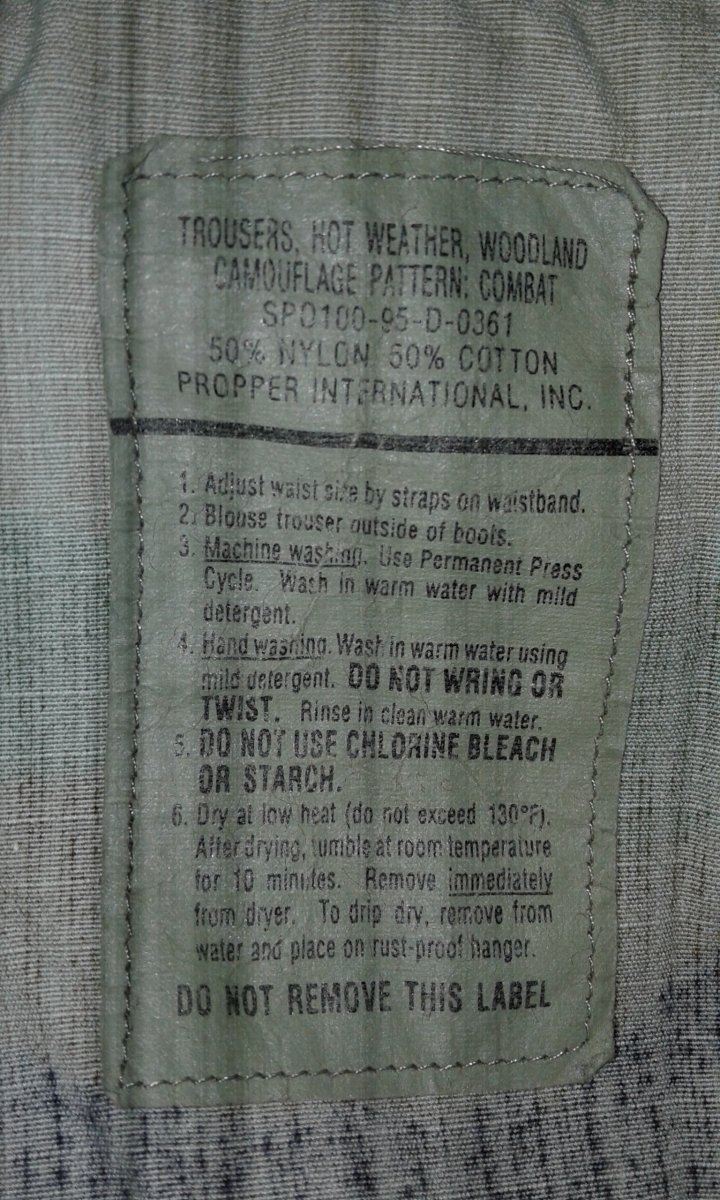 TROUSERS, HOT WEATHER, WOODLAND
CAMOUFLAGE PATTERN: COMBAT
SPO100-95-D-0361
50% NYLON 50% COTTON
PROPPER INTERNATIONAL, INC.
1. Adjust waist size by straps on waistband.
2. Blouse trouser outside of boots.
3. Machine washing. Use Permanent Press
Cycle. Wash in warm water with mild
detergent.
4. Hand washing. Wash in warm water using
mild detergent. DO NOT WRING OR
TWIST. Rinse in clean warm water.
5. DO NOT USE CHLORINE BLEACH
OR STARCH.
6. Dry at low heat (do not exceed 130°F).
After drying, tumble at room temperature
for 10 minutes. Remove immediately
from dryer. To drip dry, remove from
water and place on rust-proof hanger.
DO NOT REMOVE THIS LABEL